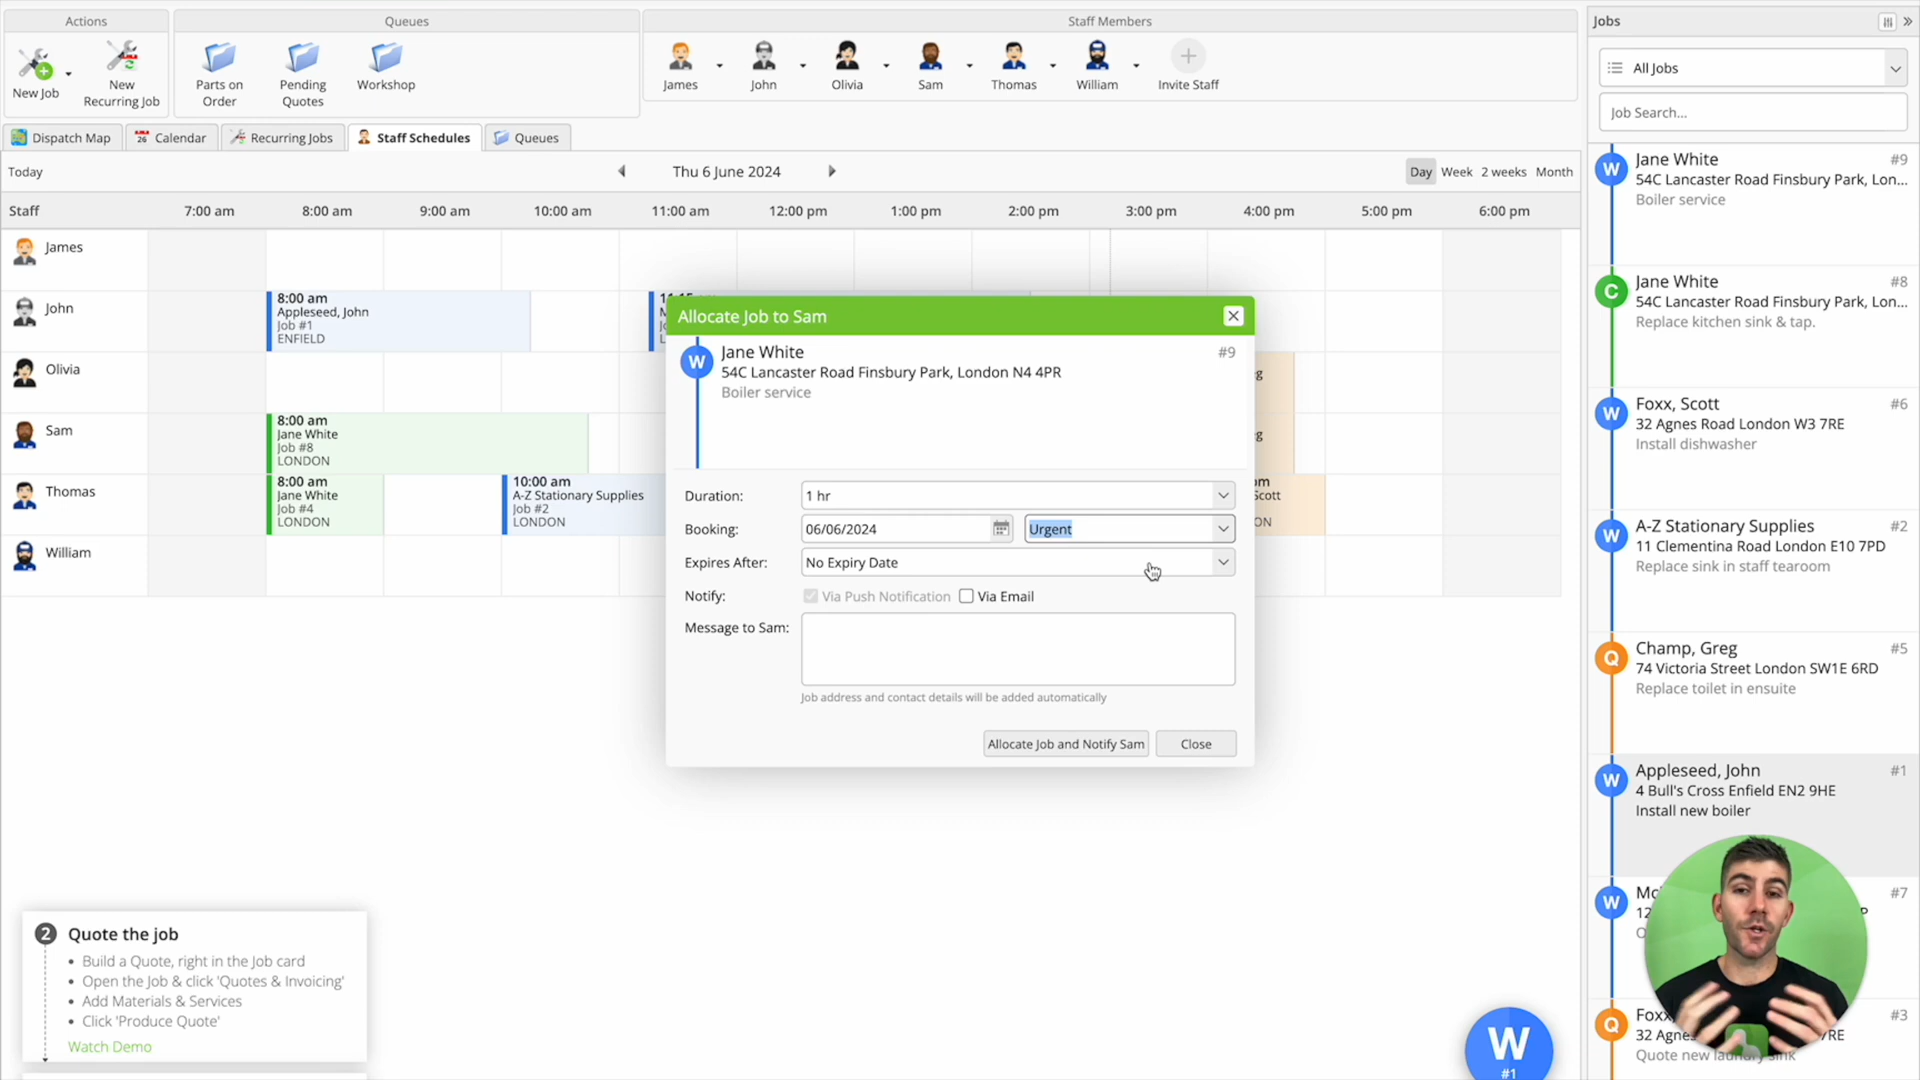 Actions
Queues
Staff Members
Jobs
New Job
New
Recurring Job
Parts on
Order
Pending
Quotes
Workshop
James
John
Olivia
Sam
Thomas
William
Invite Staff
All Jobs
Job Search...
Dispatch Map
Calendar
Recurring Jobs
Staff Schedules
Queues
Today
Thu 6 June 2024
Day
Week
2 weeks
Month
Staff
7:00 am
8:00 am
9:00 am
10:00 am
11:00 am
12:00 pm
1:00 pm
2:00 pm
3:00 pm
4:00 pm
5:00 pm
6:00 pm
James
John
8:00 am
Appleseed, John
Job #1
ENFIELD
Olivia
Sam
8:00 am
Jane White
Job #8
LONDON
Thomas
8:00 am
Jane White
Job #4
LONDON
10:00 am
A-Z Stationary Supplies
Job #2
LONDON
William
Allocate Job to Sam
W
Jane White
#9
54C Lancaster Road Finsbury Park, London N4 4PR
Boiler service
Duration:
1 hr
Booking:
06/06/2024
Urgent
Expires After:
No Expiry Date
Notify:
Via Push Notification
Via Email
Message to Sam:
Job address and contact details will be added automatically
Allocate Job and Notify Sam
Close
W
Jane White
#9
54C Lancaster Road Finsbury Park, Lon...
Boiler service
C
Jane White
#8
54C Lancaster Road Finsbury Park, Lon...
Replace kitchen sink & tap.
W
Foxx, Scott
#6
32 Agnes Road London W3 7RE
Install dishwasher
W
A-Z Stationary Supplies
#2
11 Clementina Road London E10 7PD
Replace sink in staff tearoom
Q
Champ, Greg
#5
74 Victoria Street London SW1E 6RD
Replace toilet in ensuite
W
Appleseed, John
#1
4 Bull's Cross Enfield EN2 9HE
Install new boiler
W
#7
Q
Foxx,
#3
32 Agnes
7RE
Quote new laundry sink
2
Quote the job
• Build a Quote, right in the Job card
• Open the Job & click 'Quotes & Invoicing'
• Add Materials & Services
• Click 'Produce Quote'
Watch Demo
W
#1